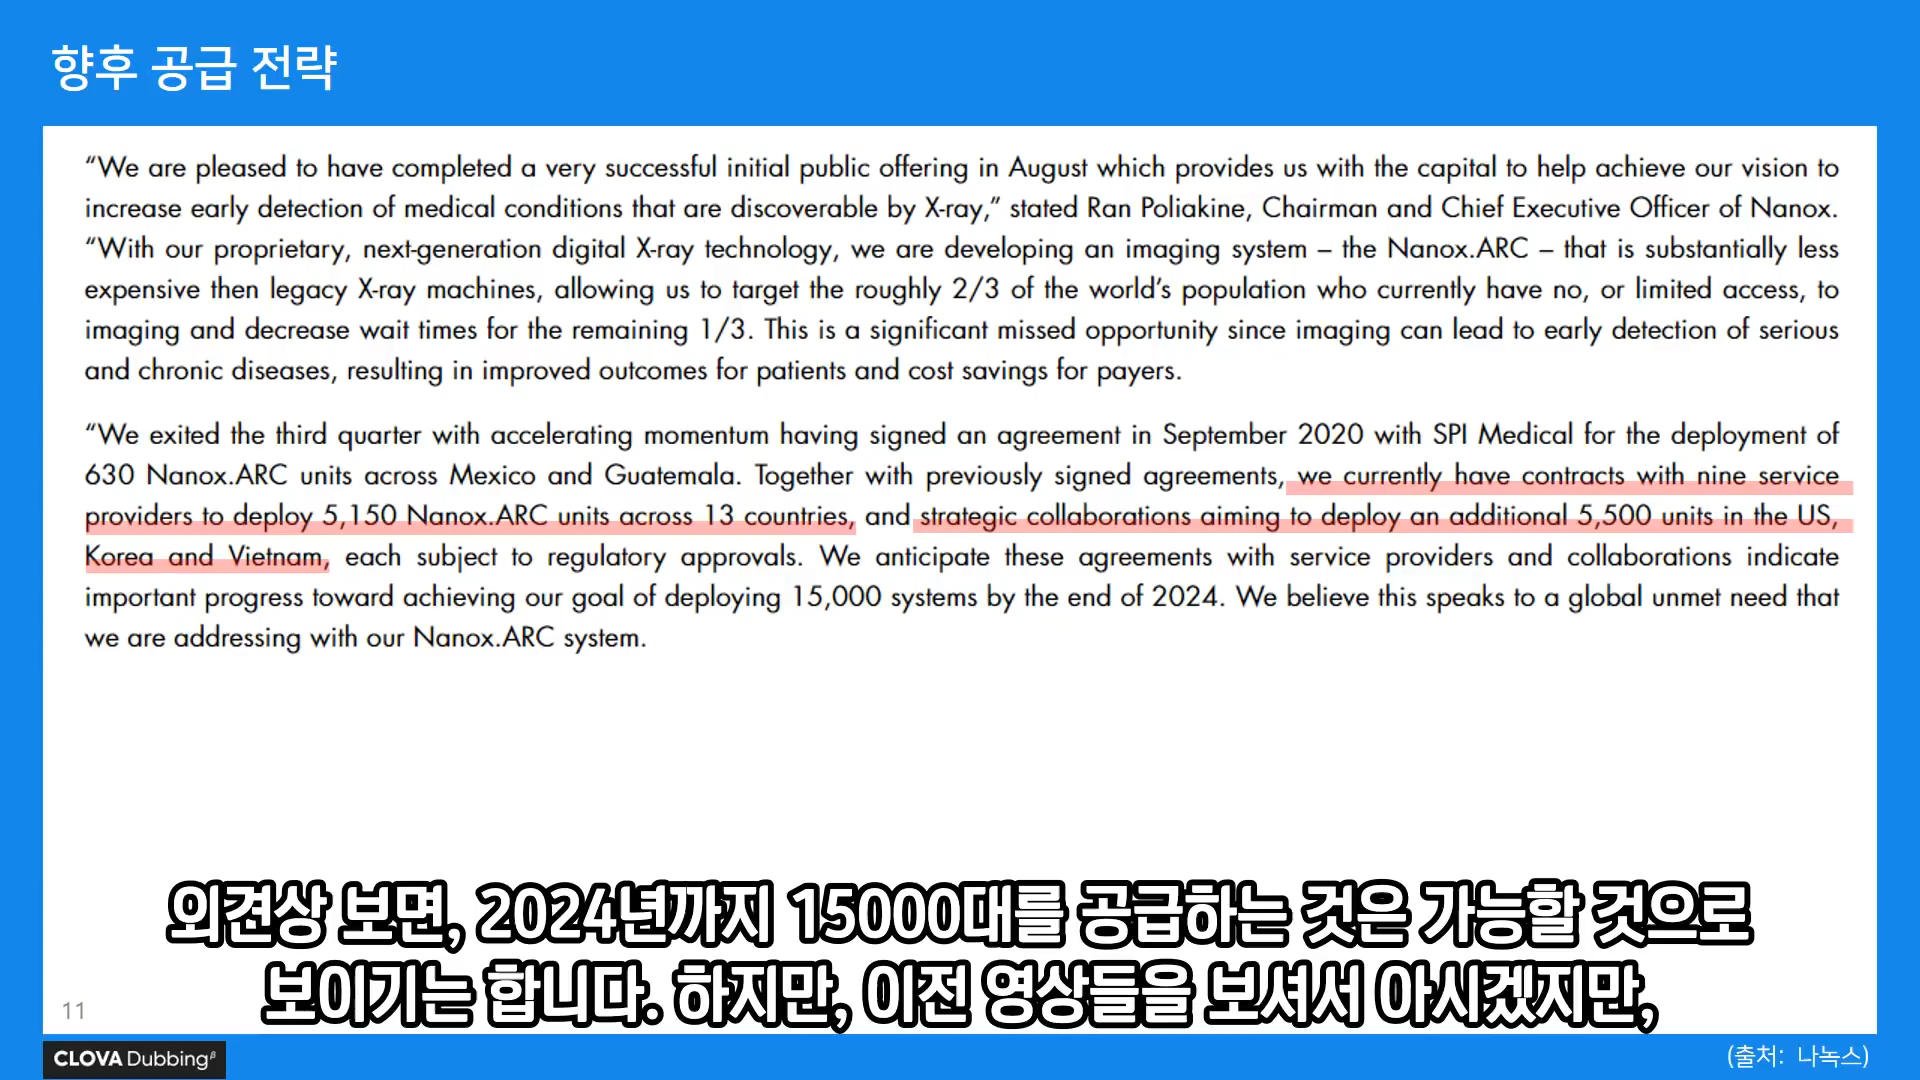 향후 공급 전략
“We are pleased to have completed a very successful initial public offering in August which provides us with the capital to help achieve our vision to
increase early detection of medical conditions that are discoverable by X-ray,” stated Ran Poliakine, Chairman and Chief Executive Officer of Nanox.
“With our proprietary, next-generation digital X-ray technology, we are developing an imaging system – the Nanox.ARC – that is substantially less
expensive then legacy X-ray machines, allowing us to target the roughly 2/3 of the world’s population who currently have no, or limited access, to
imaging and decrease wait times for the remaining 1/3. This is a significant missed opportunity since imaging can lead to early detection of serious
and chronic diseases, resulting in improved outcomes for patients and cost savings for payers.
“We exited the third quarter with accelerating momentum having signed an agreement in September 2020 with SPI Medical for the deployment of
630 Nanox.ARC units across Mexico and Guatemala. Together with previously signed agreements, we currently have contracts with nine service
providers to deploy 5,150 Nanox.ARC units across 13 countries, and strategic collaborations aiming to deploy an additional 5,500 units in the US,
Korea and Vietnam, each subject to regulatory approvals. We anticipate these agreements with service providers and collaborations indicate
important progress toward achieving our goal of deploying 15,000 systems by the end of 2024. We believe this speaks to a global unmet need that
we are addressing with our Nanox.ARC system.
외견상 보면, 2024년까지 15000대를 공급하는 것은 가능할 것으로
보이기는 합니다. 하지만, 이전 영상들을 보셔서 아시겠지만,
11
CLOVA Dubbing β
(출처: 나녹스)